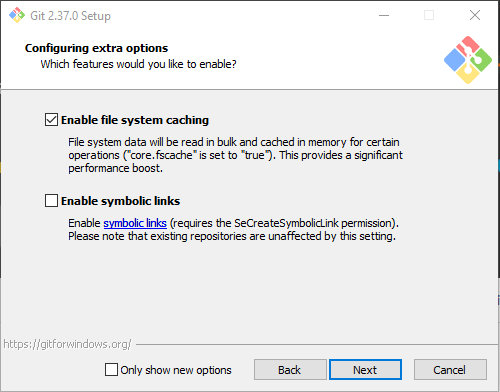 Git 2.37.0 Setup
Configuring extra options
Which features would you like to enable?
Enable file system caching
File system data will be read in bulk and cached in memory for certain
operations ("core.fscache" is set to "true"). This provides a significant
performance boost.
Enable symbolic links
Enable symbolic links (requires the SeCreateSymbolicLink permission).
Please note that existing repositories are unaffected by this setting.
https://gitforwindows.org/
Only show new options
Back
Next
Cancel